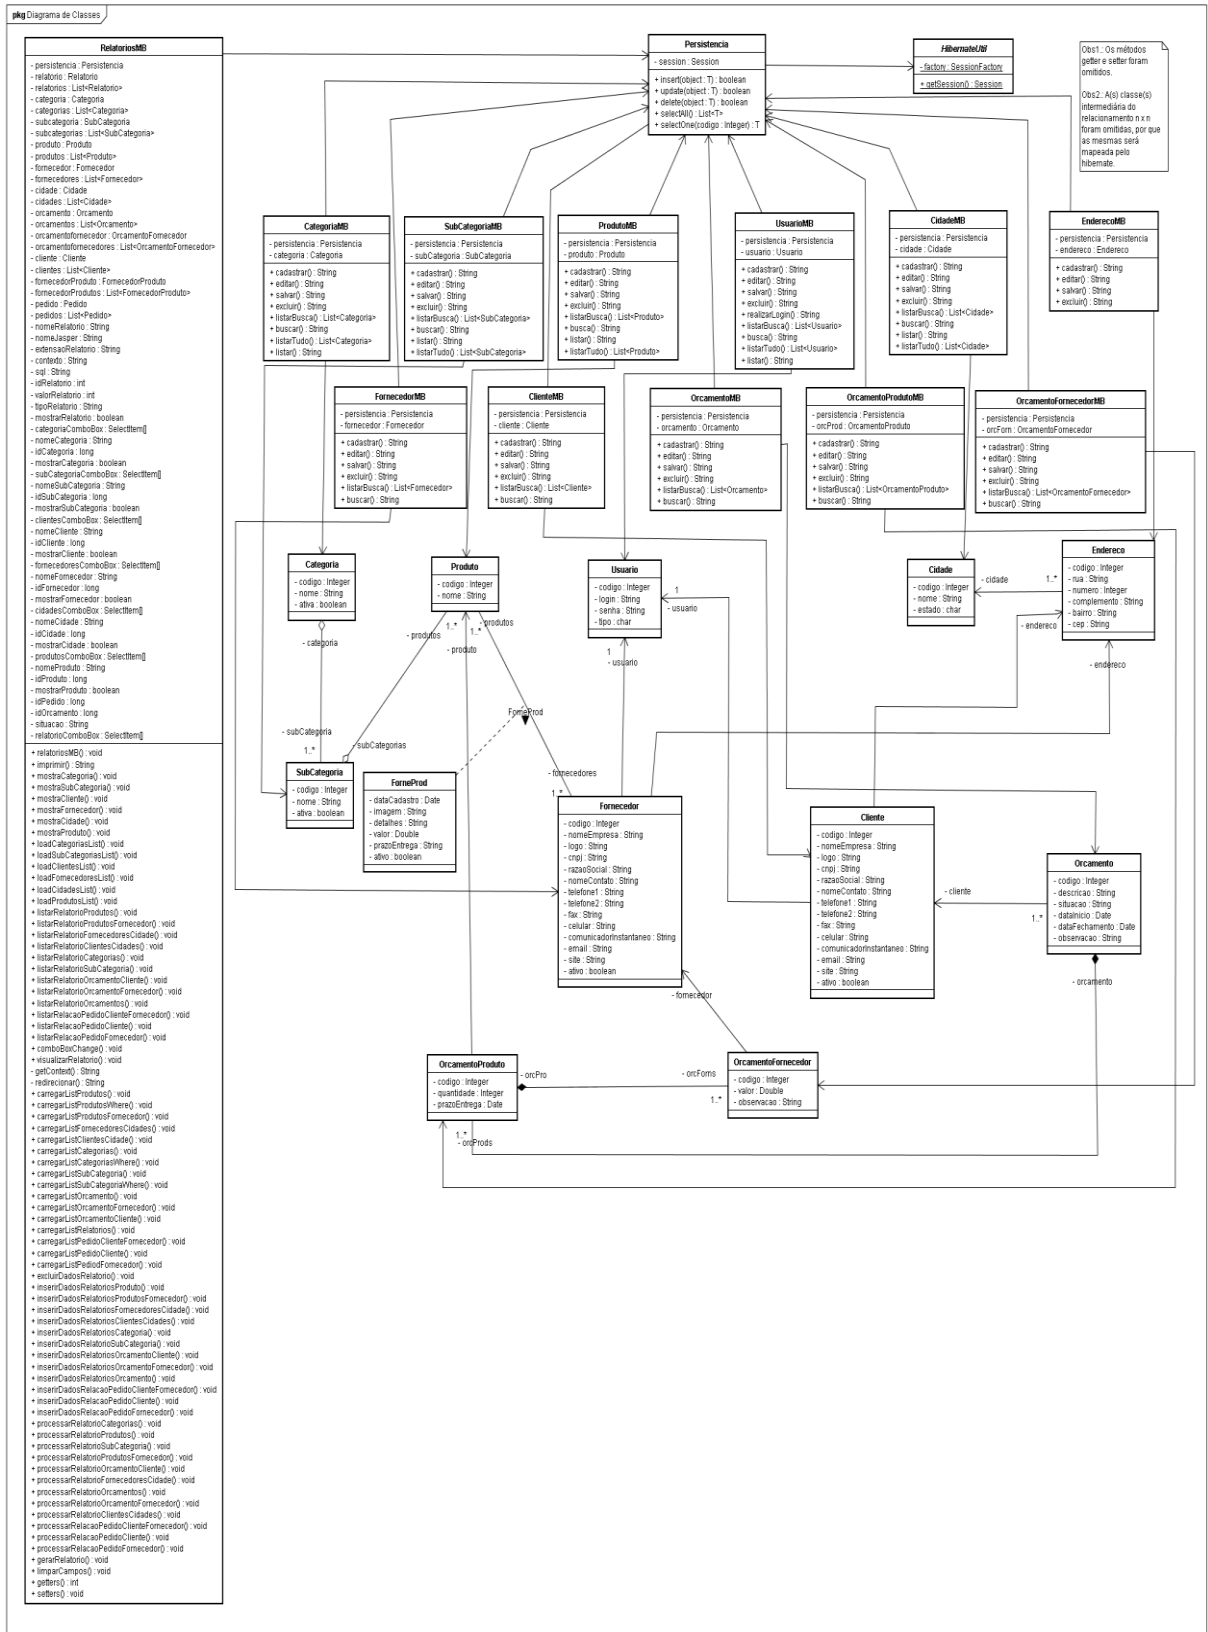 pkg Diagrama de Classes
RelatoriosMB
- persistencia : Persistencia
- relatorio : Relatorio
- relatorios : List<Relatorio>
- categoria : Categoria
- categorias : List<Categoria>
- subcategoria : SubCategoria
- subcategorias : List<SubCategoria>
- produto : Produto
- produtos : List<Produto>
- fornecedor : Fornecedor
- fornecedores : List<Fornecedor>
- cidade : Cidade
- cidades : List<Cidade>
- orcamento : Orcamento
- orcamentos : List<Orcamento>
- orcamentofornecedor : OrcamentoFornecedor
- orcamentofornecedores : List<OrcamentoFornecedor>
- cliente : Cliente
- clientes : List<Cliente>
- fornecedorProduto : FornecedorProduto
- fornecedorProdutos : List<FornecedorProduto>
- pedido : Pedido
- pedidos : List<Pedido>
- nomeRelatorio : String
- nomeJasper : String
- extensaoRelatorio : String
- contexto : String
- sql : String
- idRelatorio : int
- valorRelatorio : int
- tipoRelatorio : String
- mostrarRelatorio : boolean
- categoriaComboBox : SelectItem[]
- nomeCategoria : String
- idCategoria : long
- mostrarCategoria : boolean
- subCategoriaComboBox : SelectItem[]
- nomeSubCategoria : String
- idSubCategoria : long
- mostrarSubCategoria : boolean
- clientesComboBox : SelectItem[]
- nomeCliente : String
- idCliente : long
- mostrarCliente : boolean
- fornecedoresComboBox : SelectItem[]
- nomeFornecedor : String
- idFornecedor : long
- mostrarFornecedor : boolean
- cidadesComboBox : SelectItem[]
- nomeCidade : String
- idCidade : long
- mostrarCidade : boolean
- produtosComboBox : SelectItem[]
- nomeProduto : String
- idProduto : long
- mostrarProduto : boolean
- idPedido : long
- idOrcamento : long
- situacao : String
- relatorioComboBox : SelectItem[]
+ relatoriosMB() : void
+ imprimir() : String
+ mostraCategoria() : void
+ mostraSubCategoria() : void
+ mostraCliente() : void
+ mostraFornecedor() : void
+ mostraCidade() : void
+ mostraProduto() : void
+ loadCategoriasList() : void
+ loadSubCategoriasList() : void
+ loadClientesList() : void
+ loadFornecedoresList() : void
+ loadCidadesList() : void
+ loadProdutosList() : void
+ listarRelatorioProdutos() : void
+ listarRelatorioProdutosFornecedor() : void
+ listarRelatorioFornecedoresCidade() : void
+ listarRelatorioClientesCidades() : void
+ listarRelatorioCategorias() : void
+ listarRelatorioSubCategoria() : void
+ listarRelatorioOrcamentoCliente() : void
+ listarRelatorioOrcamentoFornecedor() : void
+ listarRelatorioOrcamentos() : void
+ listarRelacaoPedidoClienteFornecedor() : void
+ listarRelacaoPedidoCliente() : void
+ listarRelacaoPedidoFornecedor() : void
+ comboBoxChange() : void
+ visualizarRelatorio() : void
- getContext() : String
- redirecionar() : String
+ carregarListProdutos() : void
+ carregarListProdutosWhere() : void
+ carregarListProdutosFornecedor() : void
+ carregarListFornecedoresCidades() : void
+ carregarListClientesCidade() : void
+ carregarListCategorias() : void
+ carregarListCategoriasWhere() : void
+ carregarListSubCategoria() : void
+ carregarListSubCategoriaWhere() : void
+ carregarListOrcamento() : void
+ carregarListOrcamentoFornecedor() : void
+ carregarListOrcamentoCliente() : void
+ carregarListRelatorios() : void
+ carregarListPedidoClienteFornecedor() : void
+ carregarListPedidoCliente() : void
+ carregarListPediodFornecedor() : void
+ excluirDadosRelatorio() : void
+ inserirDadosRelatoriosProduto() : void
+ inserirDadosRelatoriosProdutosFornecedor() : void
+ inserirDadosRelatoriosFornecedoresCidade() : void
+ inserirDadosRelatoriosClientesCidades() : void
+ inserirDadosRelatoriosCategoria() : void
+ inserirDadosRelatorioSubCategoria() : void
+ inserirDadosRelatoriosOrcamentoCliente() : void
+ inserirDadosRelatoriosOrcamentoFornecedor() : void
+ inserirDadosRelatoriosOrcamento() : void
+ inserirDadosRelacaoPedidoClienteFornecedor() : void
+ inserirDadosRelacaoPedidoCliente() : void
+ inserirDadosRelacaoPedidoFornecedor() : void
+ processarRelatorioCategorias() : void
+ processarRelatorioProdutos() : void
+ processarRelatorioSubCategoria() : void
+ processarRelatorioProdutosFornecedor() : void
+ processarRelatorioOrcamentoCliente() : void
+ processarRelatorioFornecedoresCidade() : void
+ processarRelatorioOrcamentos() : void
+ processarRelatorioOrcamentoFornecedor() : void
+ processarRelatorioClientesCidades() : void
+ processarRelacaoPedidoClienteFornecedor() : void
+ processarRelacaoPedidoCliente() : void
+ processarRelacaoPedidoFornecedor() : void
+ gerarRelatorio() : void
+ limparCampos() : void
+ getters() : int
+ setters() : void
Persistencia
- session : Session
+ insert(object : T) : boolean
+ update(object : T) : boolean
+ delete(object : T) : boolean
+ selectAll() : List<T>
+ selectOne(codigo : Integer) : T
HibernateUtil
- factory : SessionFactory
+ getSession() : Session
Obs1.: Os métodos
getter e setter foram
omitidos.
Obs2.: A(s) classe(s)
intermediária do
relacionamento n x n
foram omitidas, por que
as mesmas será
mapeada pelo
hibernate.
CategoriaMB
- persistencia : Persistencia
- categoria : Categoria
+ cadastrar() : String
+ editar() : String
+ salvar() : String
+ excluir() : String
+ listarBusca() : List<Categoria>
+ buscar() : String
+ listarTudo() : List<Categoria>
+ listar() : String
SubCategoriaMB
- persistencia : Persistencia
- subCategoria : SubCategoria
+ cadastrar() : String
+ editar() : String
+ salvar() : String
+ excluir() : String
+ listarBusca() : List<SubCategoria>
+ buscar() : String
+ listar() : String
+ listarTudo() : List<SubCategoria>
ProdutoMB
- persistencia : Persistencia
- produto : Produto
+ cadastrar() : String
+ editar() : String
+ salvar() : String
+ excluir() : String
+ listarBusca() : List<Produto>
+ busca() : String
+ listar() : String
+ listarTudo() : List<Produto>
UsuarioMB
- persistencia : Persistencia
- usuario : Usuario
+ cadastrar() : String
+ editar() : String
+ salvar() : String
+ excluir() : String
+ realizarLogin() : String
+ listarBusca() : List<Usuario>
+ busca() : String
+ listarTudo() : List<Usuario>
+ listar() : String
CidadeMB
- persistencia : Persistencia
- cidade : Cidade
+ cadastrar() : String
+ editar() : String
+ salvar() : String
+ excluir() : String
+ listarBusca() : List<Cidade>
+ buscar() : String
+ listar() : String
+ listarTudo() : List<Cidade>
EnderecoMB
- persistencia : Persistencia
- endereco : Endereco
+ cadastrar() : String
+ editar() : String
+ salvar() : String
+ excluir() : String
FornecedorMB
- persistencia : Persistencia
- fornecedor : Fornecedor
+ cadastrar() : String
+ editar() : String
+ salvar() : String
+ excluir() : String
+ listarBusca() : List<Fornecedor>
+ buscar() : String
ClienteMB
- persistencia : Persistencia
- cliente : Cliente
+ cadastrar() : String
+ editar() : String
+ salvar() : String
+ excluir() : String
+ listarBusca() : List<Cliente>
+ buscar() : String
OrcamentoMB
- persistencia : Persistencia
- orcamento : Orcamento
+ cadastrar() : String
+ editar() : String
+ salvar() : String
+ excluir() : String
+ listarBusca() : List<Orcamento>
+ buscar() : String
OrcamentoProdutoMB
- persistencia : Persistencia
- orcProd : OrcamentoProduto
+ cadastrar() : String
+ editar() : String
+ salvar() : String
+ excluir() : String
+ listarBusca() : List<OrcamentoProduto>
+ buscar() : String
OrcamentoFornecedorMB
- persistencia : Persistencia
- orcForn : OrcamentoFornecedor
+ cadastrar() : String
+ editar() : String
+ salvar() : String
+ excluir() : String
+ listarBusca() : List<OrcamentoFornecedor>
+ buscar() : String
Categoria
- codigo : Integer
- nome : String
- ativa : boolean
- categoria
- subCategoria
1..*
Produto
- codigo : Integer
- nome : String
- produtos
1..*
1..*
- produtos
- produto
- subCategorias
Usuario
- codigo : Integer
- login : String
- senha : String
- tipo : char
1
- usuario
1
- usuario
Cidade
- codigo : Integer
- nome : String
- estado : char
- cidade
1..*
Endereco
- codigo : Integer
- rua : String
- numero : Integer
- complemento : String
- bairro : String
- cep : String
- endereco
- endereco
SubCategoria
- codigo : Integer
- nome : String
- ativa : boolean
ForneProd
ForneProd
- dataCadastro : Date
- imagem : String
- detalhes : String
- valor : Double
- prazoEntrega : String
- ativo : boolean
- fornecedores
1..*
Fornecedor
- codigo : Integer
- nomeEmpresa : String
- logo : String
- cnpj : String
- razaoSocial : String
- nomeContato : String
- telefone1 : String
- telefone2 : String
- fax : String
- celular : String
- comunicadorInstantaneo : String
- email : String
- site : String
- ativo : boolean
Cliente
- codigo : Integer
- nomeEmpresa : String
- logo : String
- cnpj : String
- razaoSocial : String
- nomeContato : String
- telefone1 : String
- telefone2 : String
- fax : String
- celular : String
- comunicadorInstantaneo : String
- email : String
- site : String
- ativo : boolean
- cliente
1..*
Orcamento
- codigo : Integer
- descricao : String
- situacao : String
- dataInicio : Date
- dataFechamento : Date
- observacao : String
- orcamento
- fornecedor
OrcamentoProduto
- codigo : Integer
- quantidade : Integer
- prazoEntrega : Date
- orcPro
- orcForns
1..*
OrcamentoFornecedor
- codigo : Integer
- valor : Double
- observacao : String
1..*
- orcProds